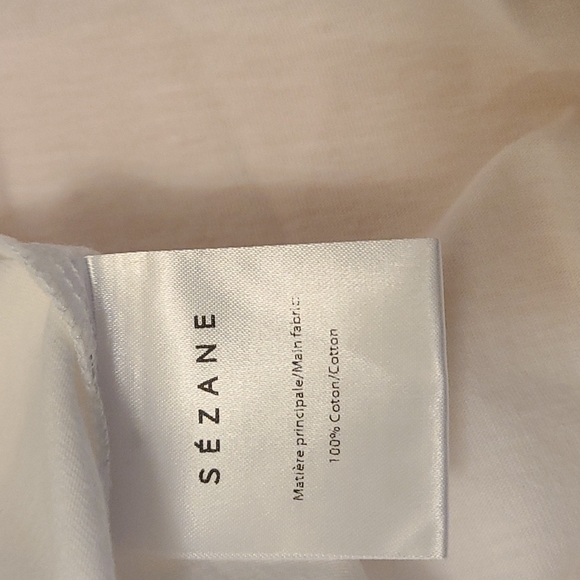 SÉZANE
Matière principale/Main fabric:
100% Coton/Cotton